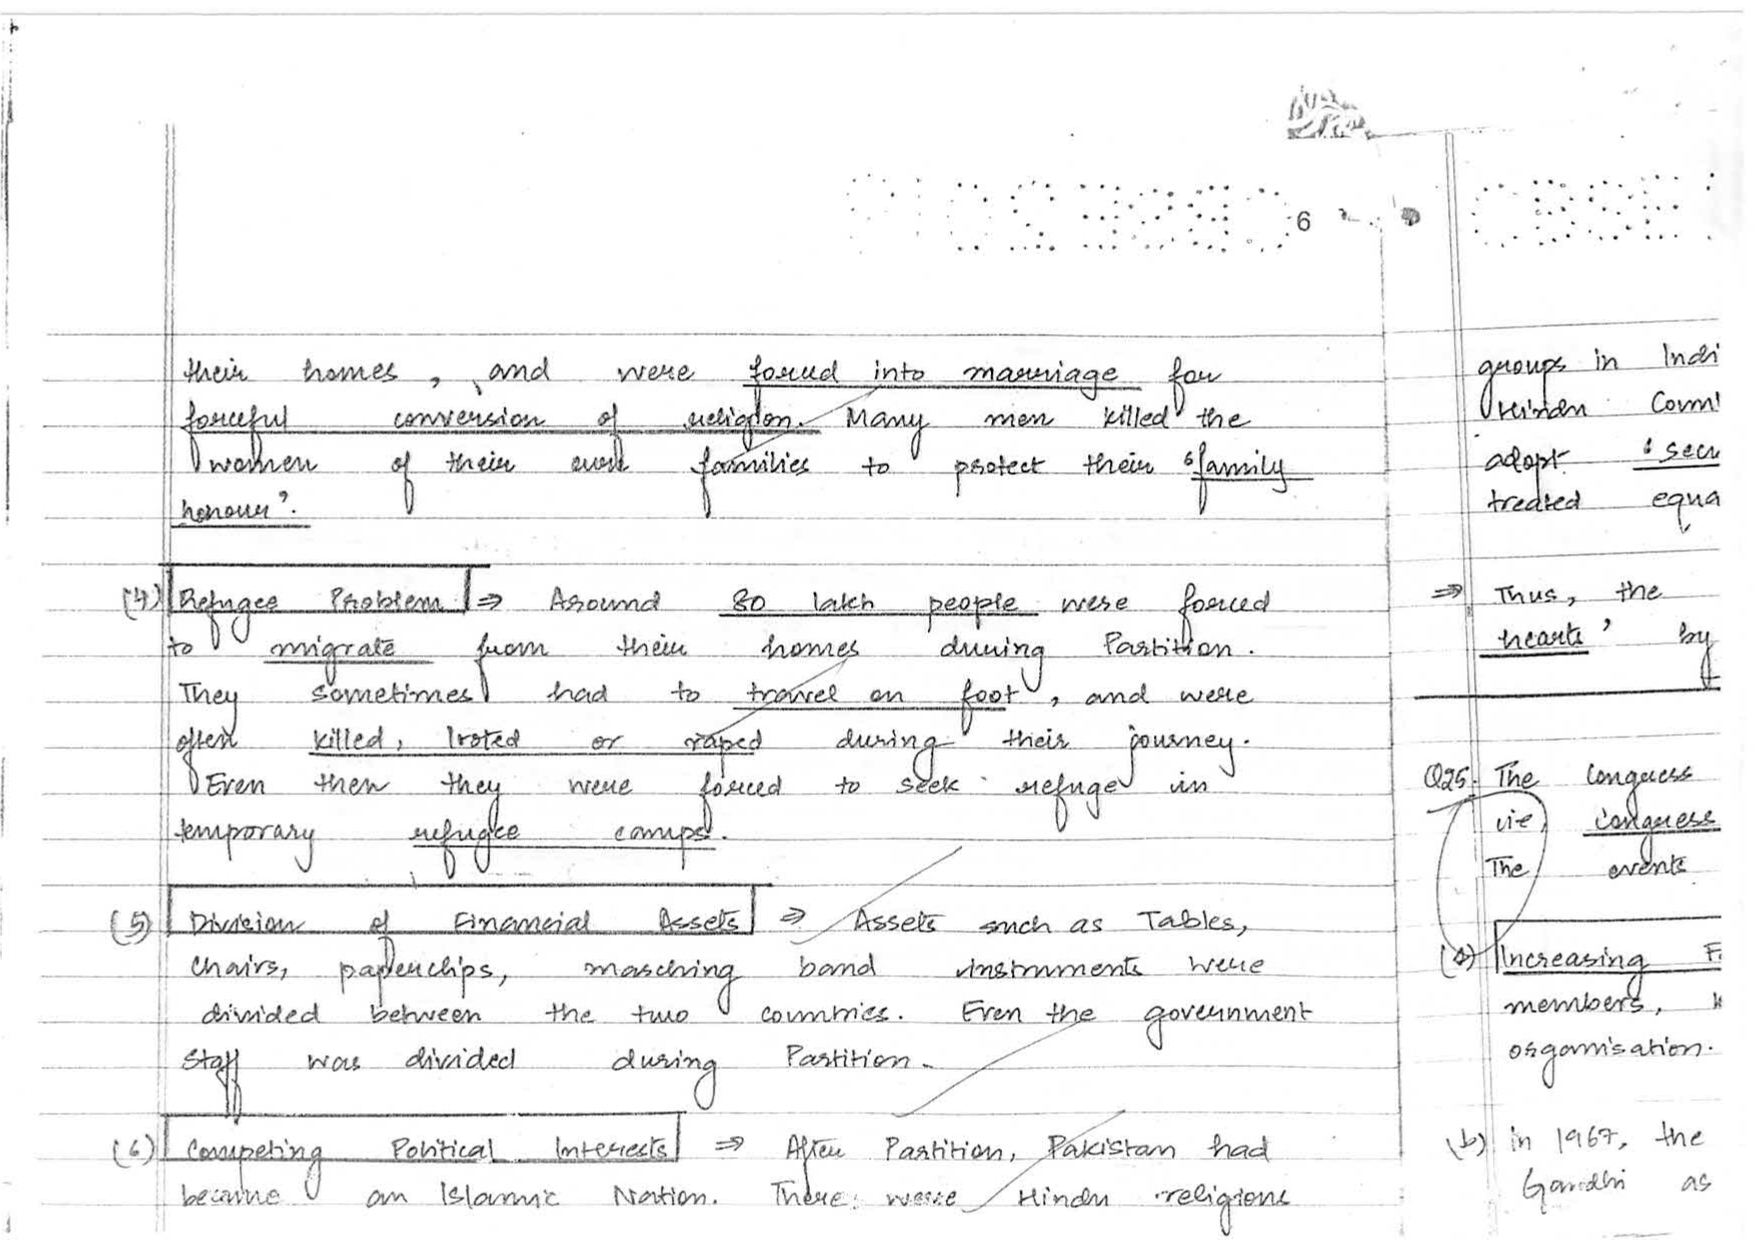 6
their homes, and were forced into marriage for
forceful conversion of religion. Many men killed the
women of their own families to protect their 'family
honour'.
(4) Refugee Problem ⇒ Around 80 lakh people were forced
to migrate from their homes during Partition.
They sometimes had to travel on foot, and were
often killed, looted or raped during their journey.
Even then they were forced to seek refuge in
temporary refugee camps.
(5) Division of Financial Assets ⇒ Assets such as Tables,
chairs, paperclips, marching band instruments were
divided between the two countries. Even the government
staff was divided during Partition.
(6) Competing Political Interests ⇒ After Partition, Pakistan had
became an Islamic Nation. There were Hindu religious
CBSE
groups in Indi
Hindu Comm
adopt 'secu
treated equa
⇒ Thus, the
hearts' by
Q25. The Congress
i.e, Congress
The events
(a) Increasing
members,
organisation.
(b) In 1967, the
Gandhi as